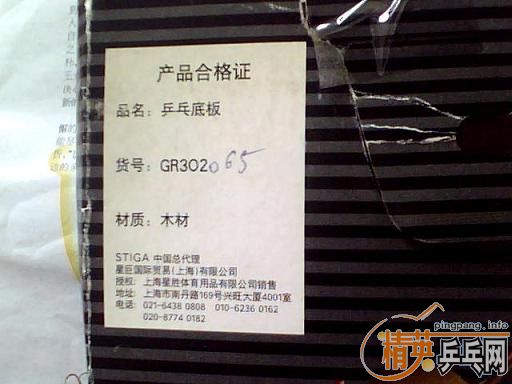 产品合格证
品名：乒乓底板
货号：GR302065
材质：木材
STIGA 中国总代理
星巨国际贸易(上海)有限公司
授权：上海星胜体育用品有限公司销售
地址：上海市南丹路169号兴旺大厦4001室
电话：021-6438 0808 010-6236 0162
020-8774 0182
pingpang.info
精英乒乓网